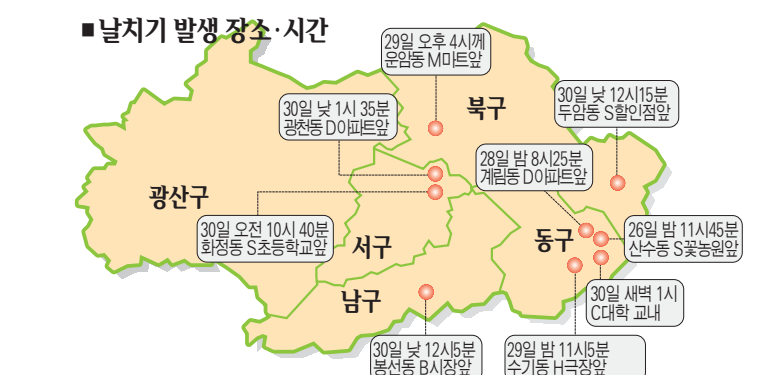 ■ 날치기 발생 장소·시간
29일 오후 4시께
운암동 M마트앞
30일 낮 1시 35분
광천동 D아파트앞
북구
30일 낮 12시15분
두암동 S할인점앞
28일 밤 8시25분
계림동 D아파트앞
광산구
30일 오전 10시 40분
화정동 S초등학교앞
서구
동구
26일 밤 11시45분
산수동 S꽃농원앞
남구
30일 새벽 1시
C대학 교내
30일 낮 12시5분
봉선동 B시장앞
29일 밤 11시5분
수기동 H극장앞